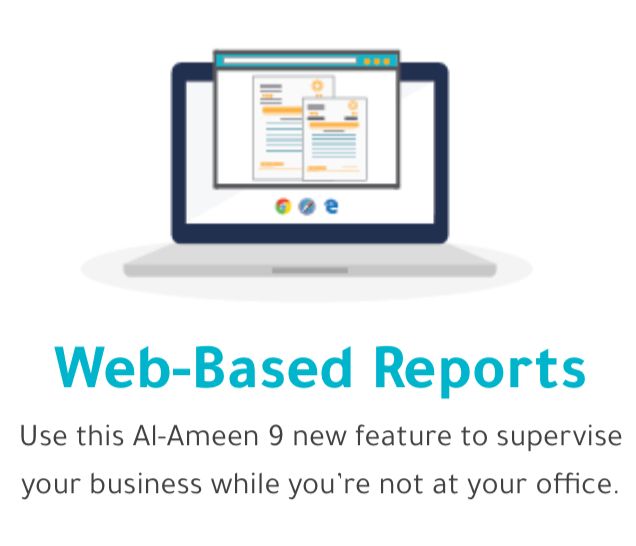 Web-Based Reports
Use this Al-Ameen 9 new feature to supervise
your business while you’re not at your office.